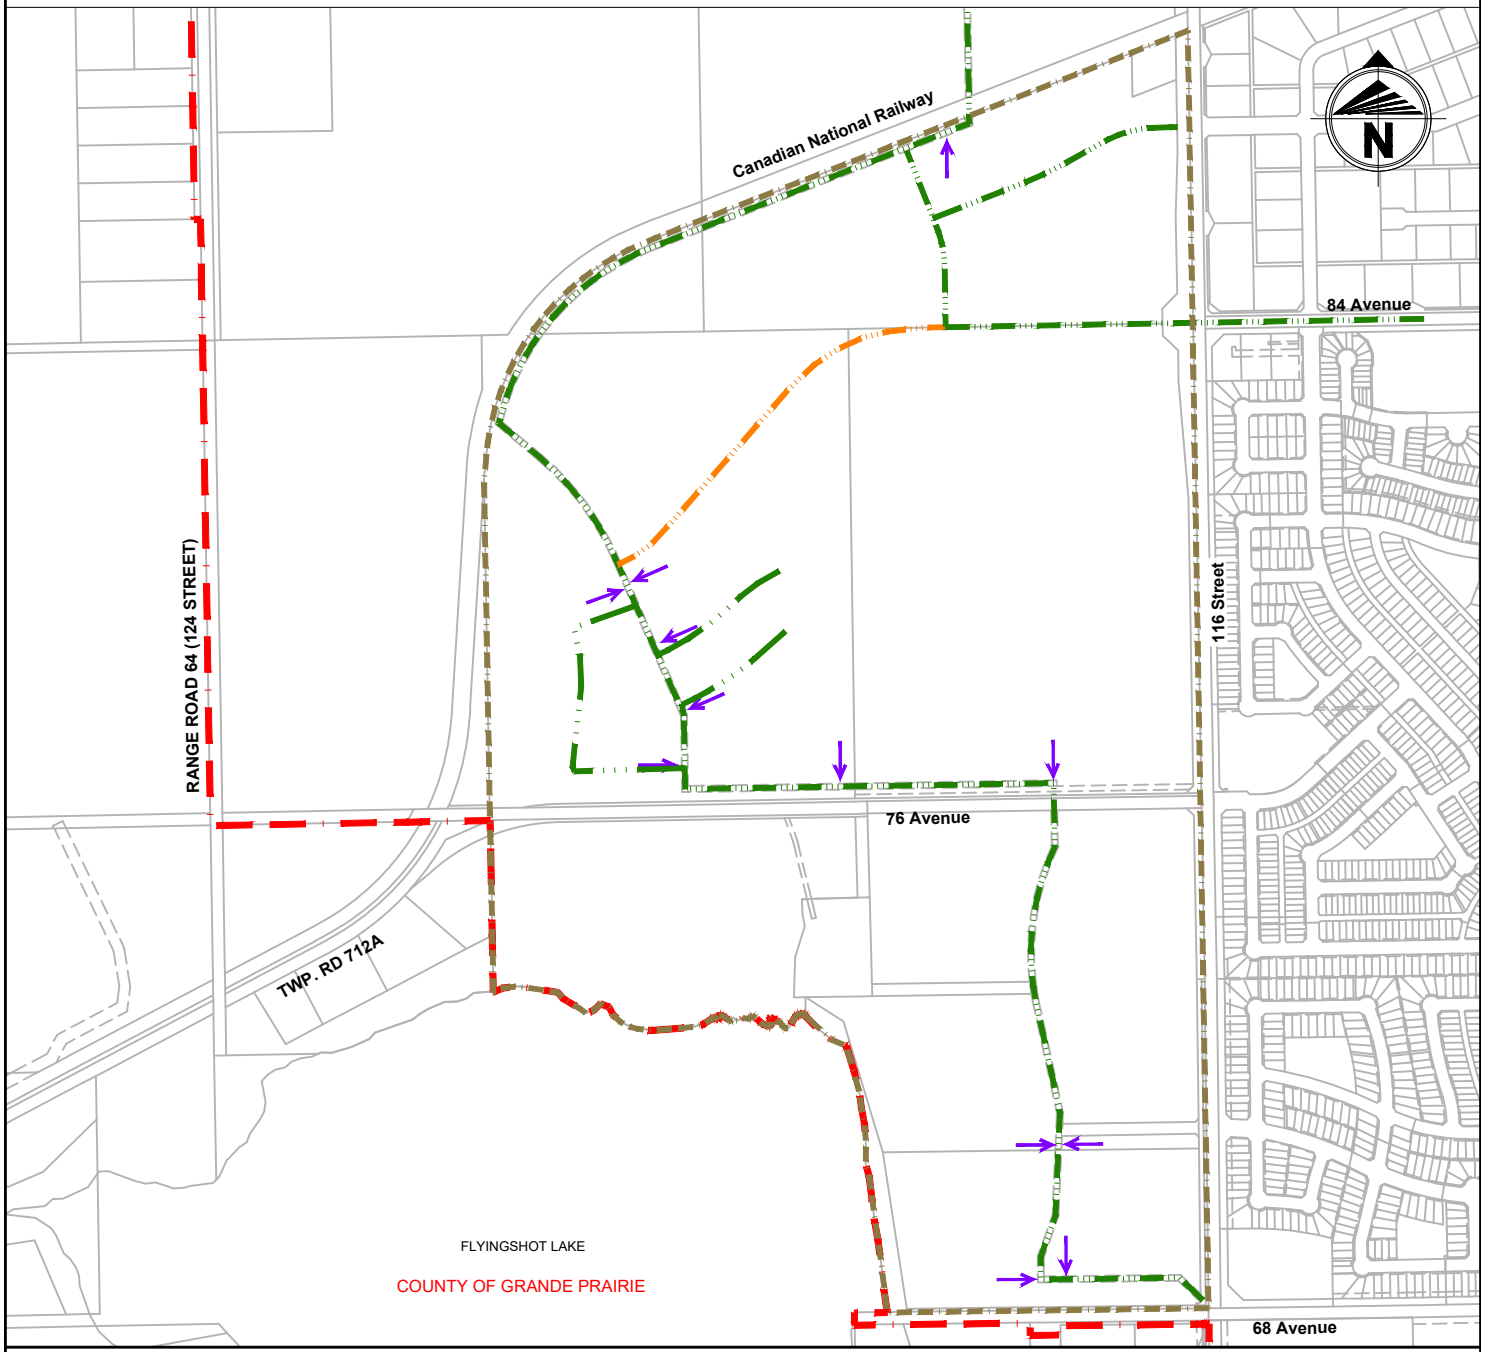 Canadian National Railway
N
84 Avenue
RANGE ROAD 64 (124 STREET)
116 Street
76 Avenue
TWP. RD 712A
FLYINGSHOT LAKE
COUNTY OF GRANDE PRAIRIE
68 Avenue